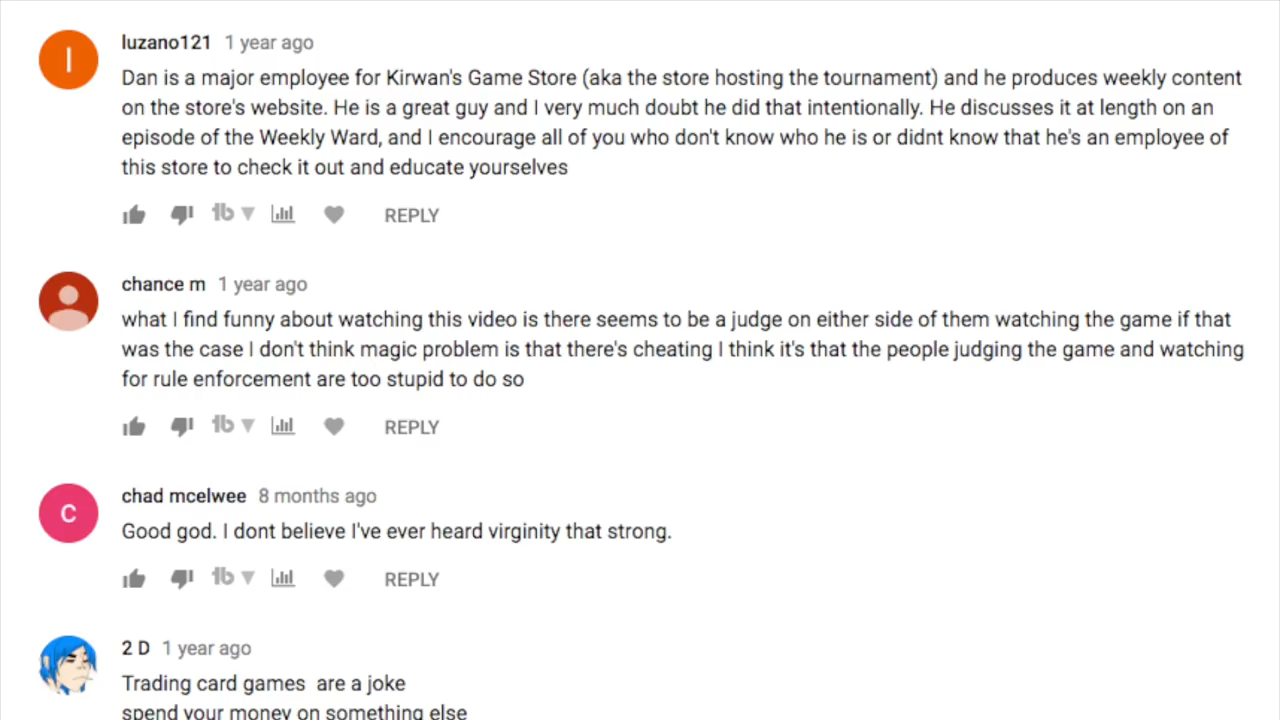 luzano121 1 year ago
Dan is a major employee for Kirwan's Game Store (aka the store hosting the tournament) and he produces weekly content
on the store's website. He is a great guy and I very much doubt he did that intentionally. He discusses it at length on an
episode of the Weekly Ward, and I encourage all of you who don't know who he is or didnt know that he's an employee of
this store to check it out and educate yourselves
REPLY
chance m 1 year ago
what I find funny about watching this video is there seems to be a judge on either side of them watching the game if that
was the case I don't think magic problem is that there's cheating I think it's that the people judging the game and watching
for rule enforcement are too stupid to do so
REPLY
C
chad mcelwee 8 months ago
Good god. I dont believe I've ever heard virginity that strong.
REPLY
2 D 1 year ago
Trading card games are a joke
spend your money on something else